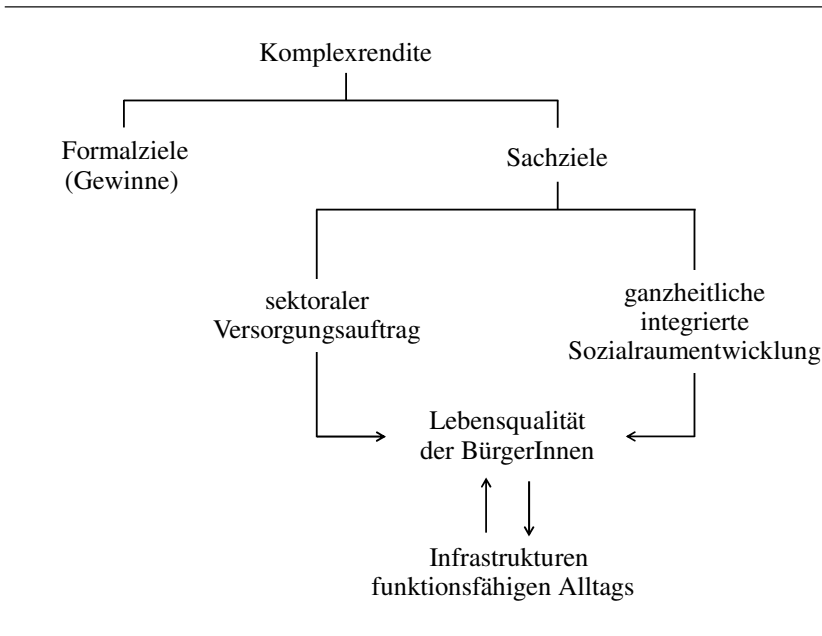 Komplexrendite
Formalziele
(Gewinne)
Sachziele
sektoraler
Versorgungsauftrag
ganzheitliche
integrierte
Sozialraumentwicklung
Lebensqualität
der BürgerInnen
Infrastrukturen
funktionsfähigen Alltags